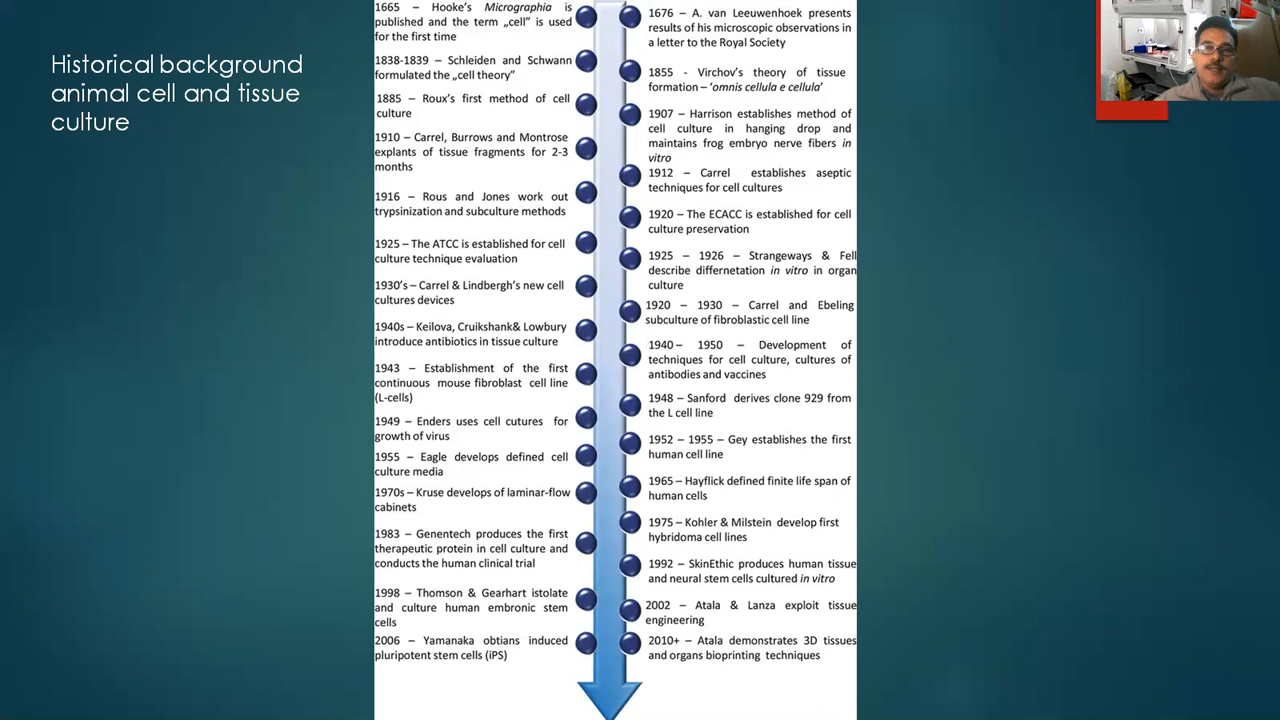 Historical background
animal cell and tissue
culture
1665 – Hooke's Micrographia is
published and the term „cell" is used
for the first time
1838-1839 – Schleiden and Schwann
formulated the „cell theory"
1885 – Roux's first method of cell
culture
1910 – Carrel, Burrows and Montrose
explants of tissue fragments for 2-3
months
1916 – Rous and Jones work out
trypsinization and subculture methods
1925 – The ATCC is established for cell
culture technique evaluation
1930's – Carrel & Lindbergh's new cell
cultures devices
1940s – Keilova, Cruikshank& Lowbury
introduce antibiotics in tissue culture
1943 – Establishment of the first
continuous mouse fibroblast cell line
(L-cells)
1949 – Enders uses cell cutures for
growth of virus
1955 – Eagle develops defined cell
culture media
1970s – Kruse develops of laminar-flow
cabinets
1983 – Genentech produces the first
therapeutic protein in cell culture and
conducts the human clinical trial
1998 – Thomson & Gearhart istolate
and culture human embronic stem
cells
2006 – Yamanaka obtians induced
pluripotent stem cells (iPS)
1676 – A. van Leeuwenhoek presents
results of his microscopic observations in
a letter to the Royal Society
1855 - Virchov's theory of tissue
formation – 'omnis cellula e cellula'
1907 – Harrison establishes method of
cell culture in hanging drop and
maintains frog embryo nerve fibers in
vitro
1912 – Carrel establishes aseptic
techniques for cell cultures
1920 – The ECACC is established for cell
culture preservation
1925 – 1926 – Strangeways & Fell
describe differnetation in vitro in organ
culture
1920 – 1930 – Carrel and Ebeling
subculture of fibroblastic cell line
1940 – 1950 – Development of
techniques for cell culture, cultures of
antibodies and vaccines
1948 – Sanford derives clone 929 from
the L cell line
1952 – 1955 – Gey establishes the first
human cell line
1965 – Hayflick defined finite life span of
human cells
1975 – Kohler & Milstein develop first
hybridoma cell lines
1992 – SkinEthic produces human tissue
and neural stem cells cultured in vitro
2002 – Atala & Lanza exploit tissue
engineering
2010+ – Atala demonstrates 3D tissues
and organs bioprinting techniques